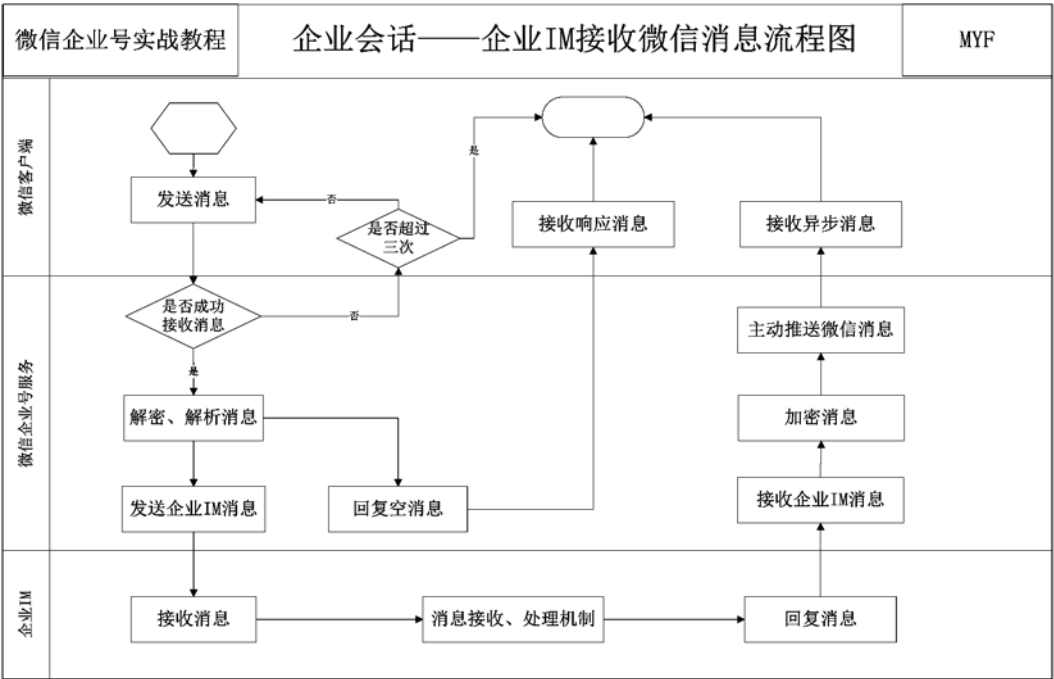 微信企业号实战教程
企业会话——企业IM接收微信消息流程图
MYF
微信客户端
发送消息
否
是否超过
三次
是
接收响应消息
接收异步消息
微信企业号服务
是否成功
接收消息
否
是
解密、解析消息
发送企业IM消息
回复空消息
主动推送微信消息
加密消息
接收企业IM消息
企业IM
接收消息
消息接收、处理机制
回复消息